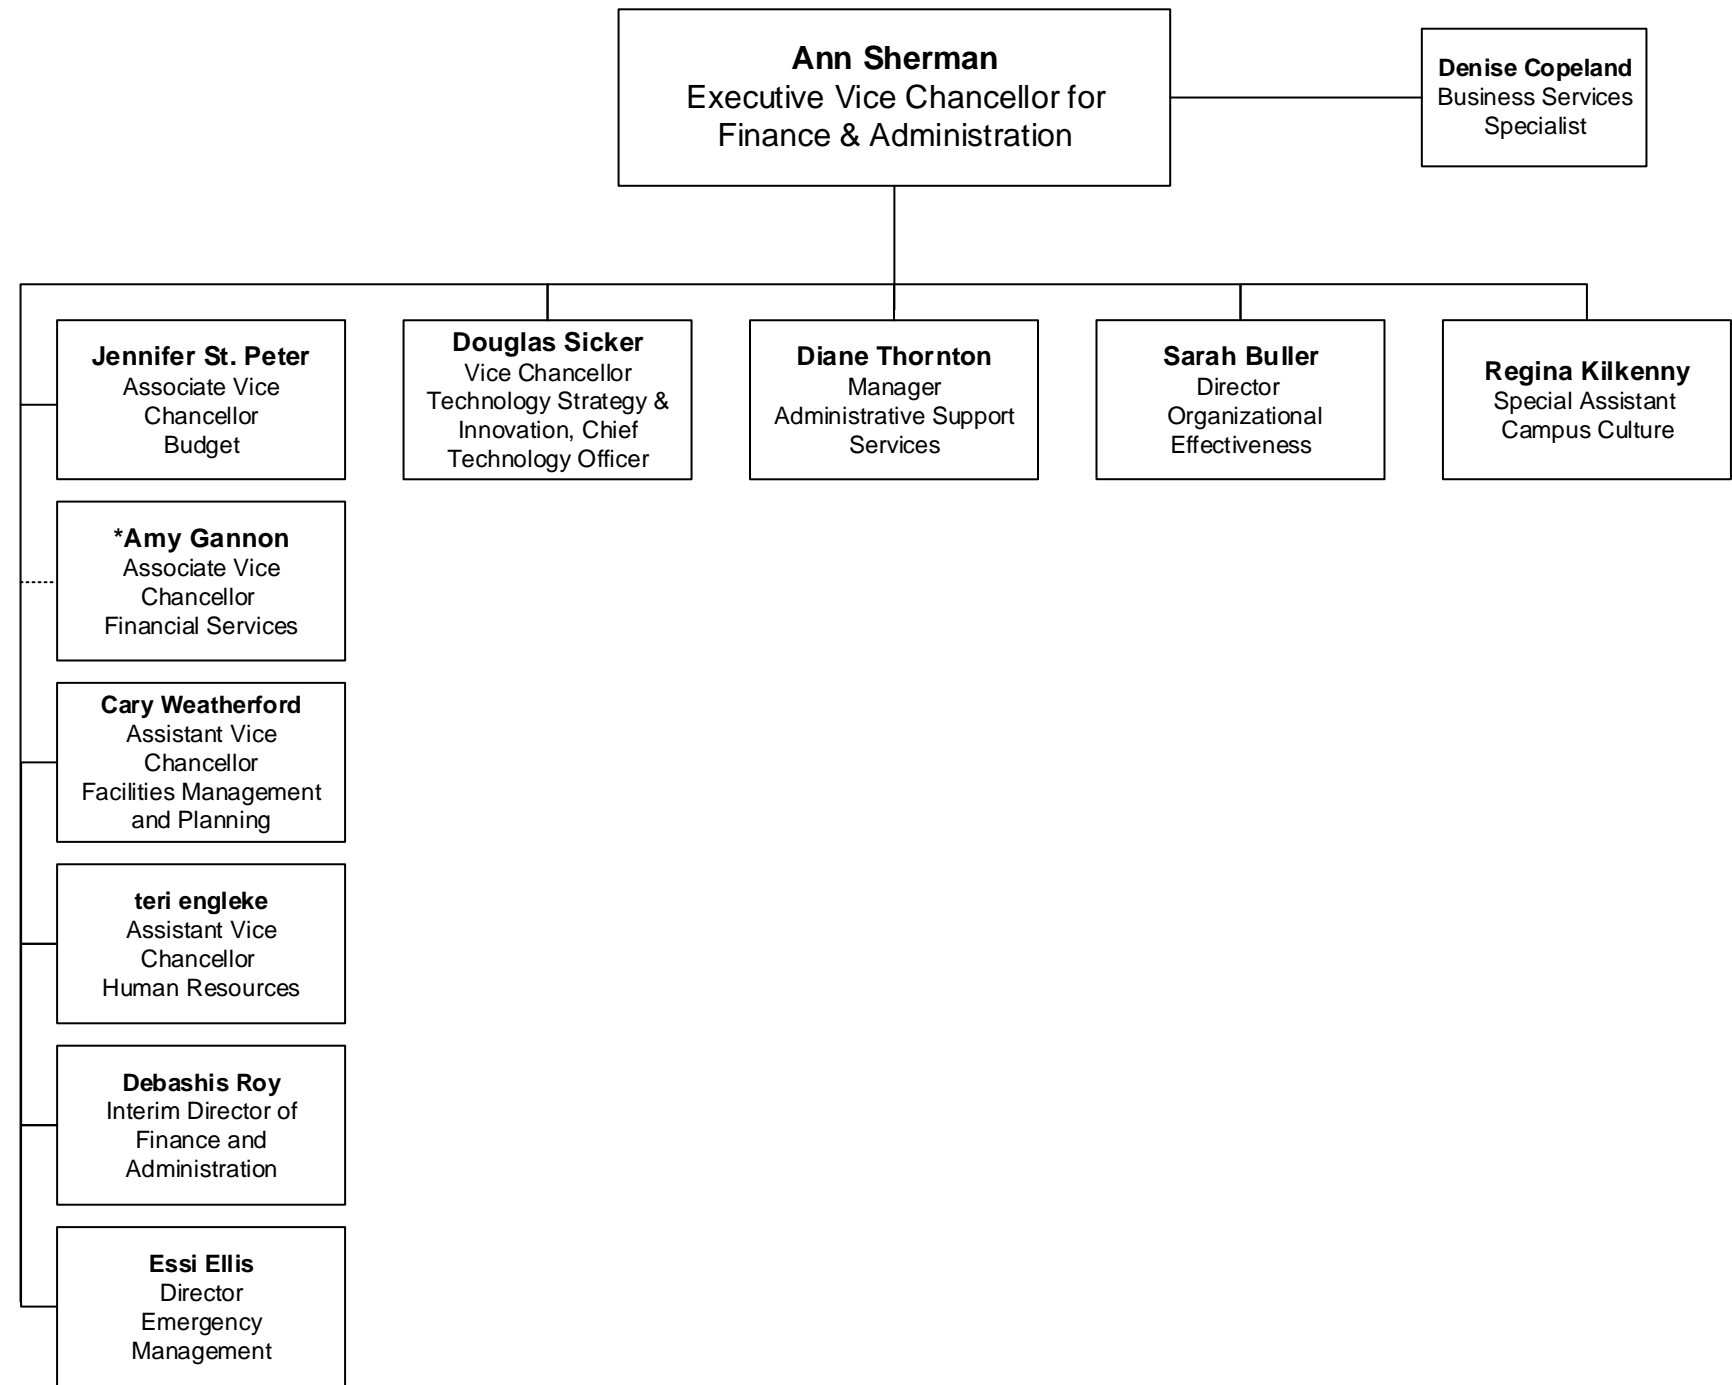 Ann Sherman
Executive Vice Chancellor for
Finance & Administration
Denise Copeland
Business Services
Specialist
Jennifer St. Peter
Associate Vice
Chancellor
Budget
Douglas Sicker
Vice Chancellor
Technology Strategy &
Innovation, Chief
Technology Officer
Diane Thornton
Manager
Administrative Support
Services
Sarah Buller
Director
Organizational
Effectiveness
Regina Kilkenny
Special Assistant
Campus Culture
*Amy Gannon
Associate Vice
Chancellor
Financial Services
Cary Weatherford
Assistant Vice
Chancellor
Facilities Management
and Planning
teri engleke
Assistant Vice
Chancellor
Human Resources
Debashis Roy
Interim Director of
Finance and
Administration
Essi Ellis
Director
Emergency
Management